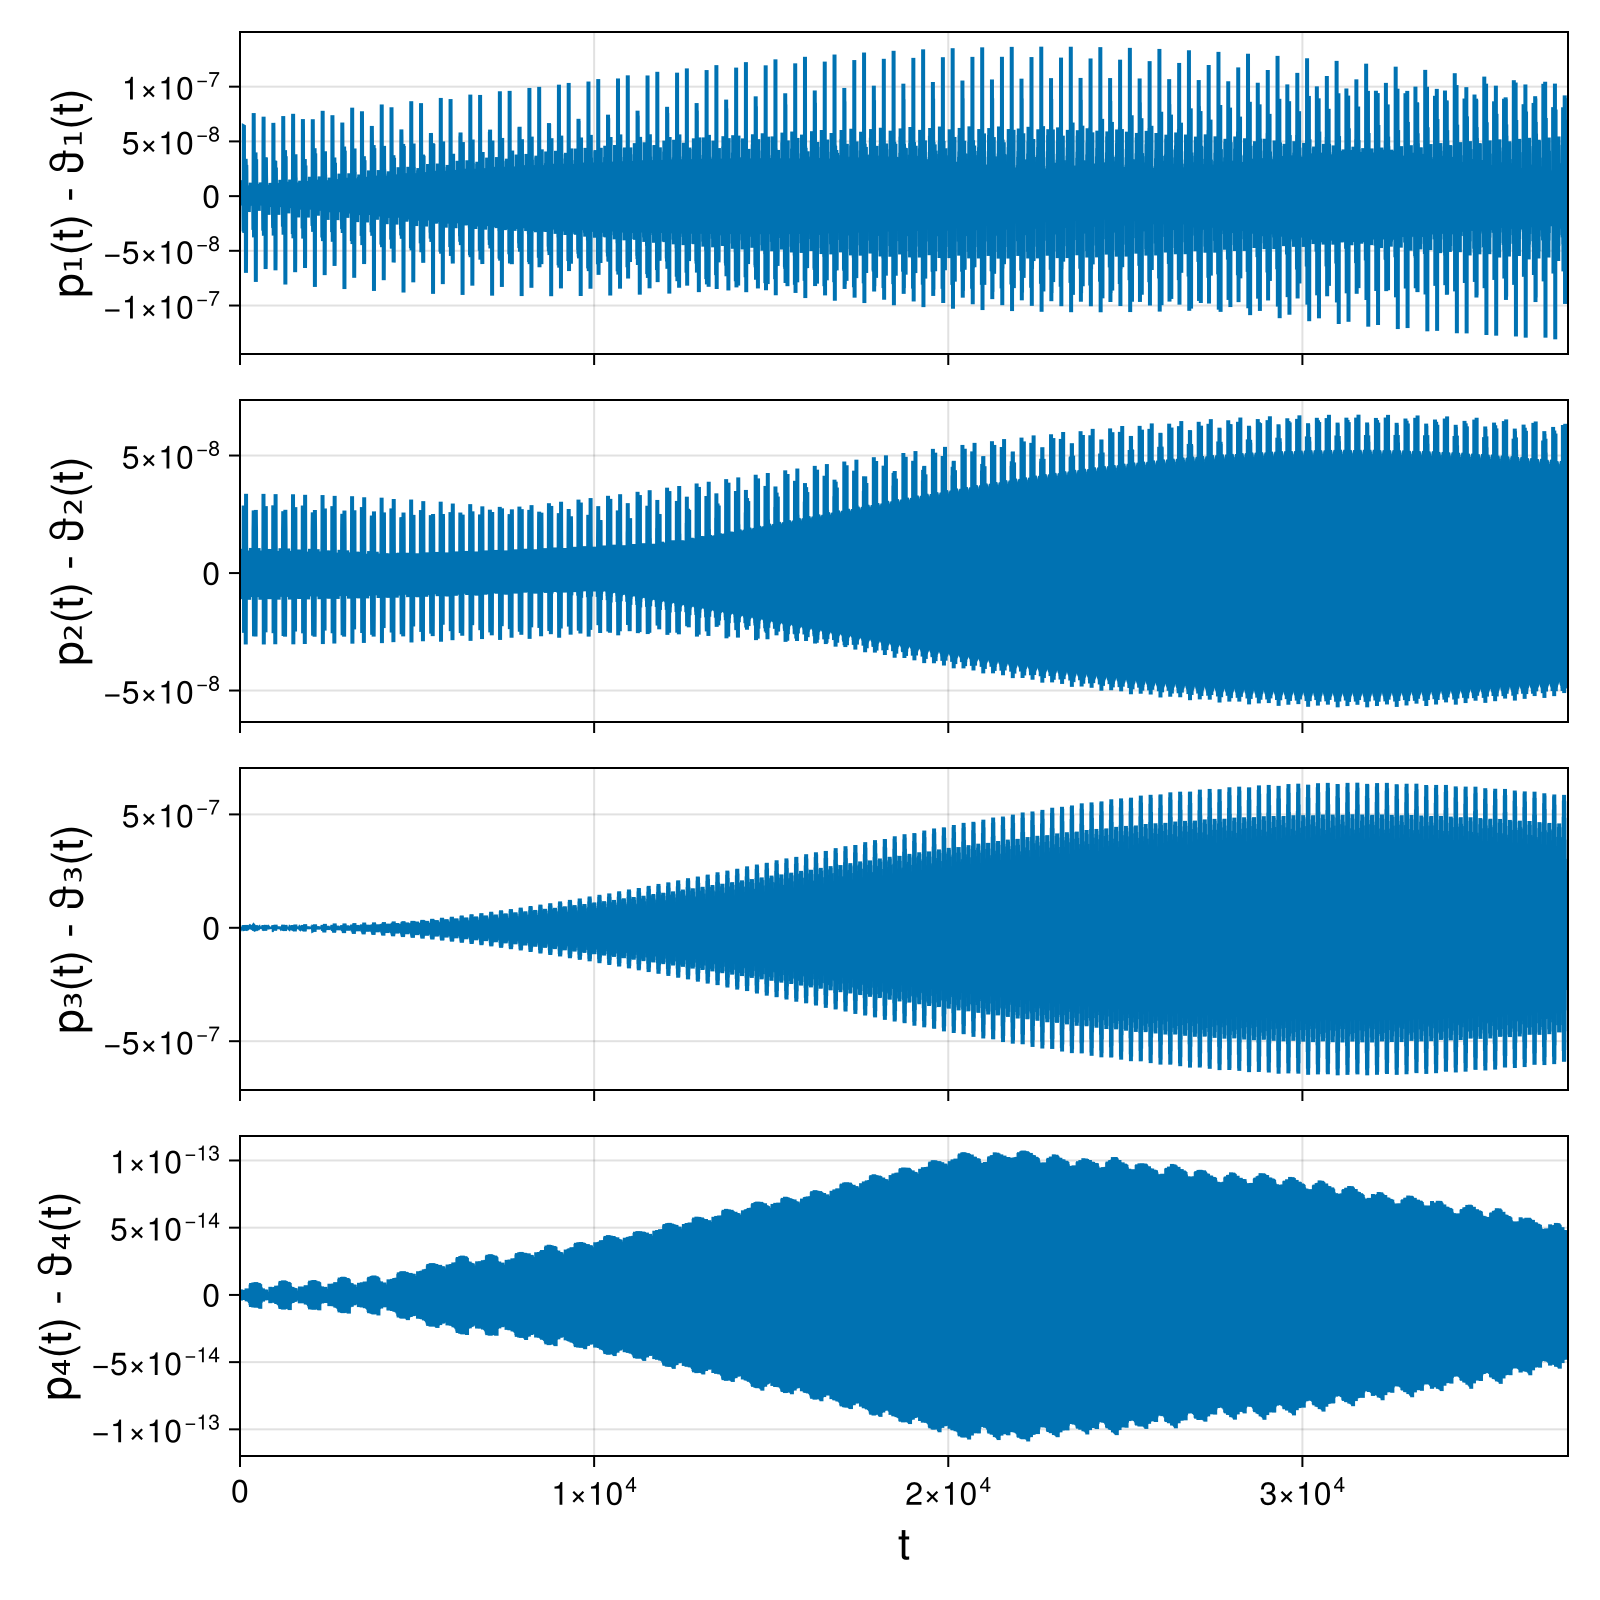 p₁(t) - ϑ₁(t)
1×10⁻⁷
5×10⁻⁸
0
−5×10⁻⁸
−1×10⁻⁷
p₂(t) - ϑ₂(t)
5×10⁻⁸
0
−5×10⁻⁸
p₃(t) - ϑ₃(t)
5×10⁻⁷
0
−5×10⁻⁷
p₄(t) - ϑ₄(t)
1×10⁻¹³
5×10⁻¹⁴
0
−5×10⁻¹⁴
−1×10⁻¹³
0 1×10⁴ 2×10⁴ 3×10⁴
t